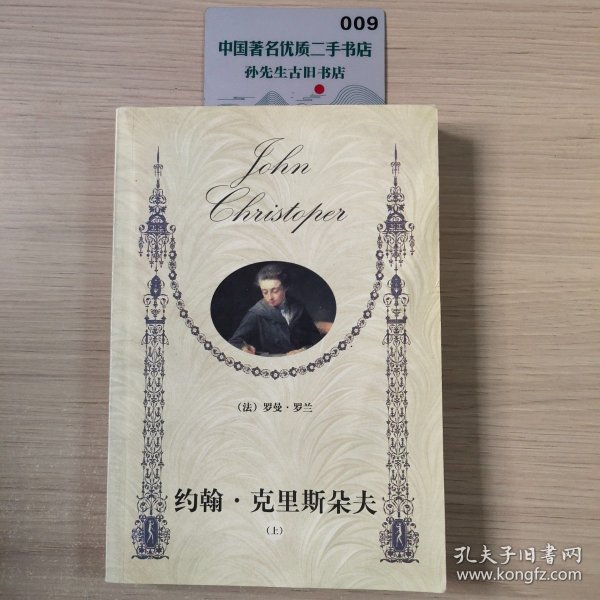 009
中国著名优质二手书店
孙先生古旧书店
John
Christoper
（法）罗曼·罗兰
约翰·克里斯朵夫
（上）
孔夫子旧书网
www.kongfz.com